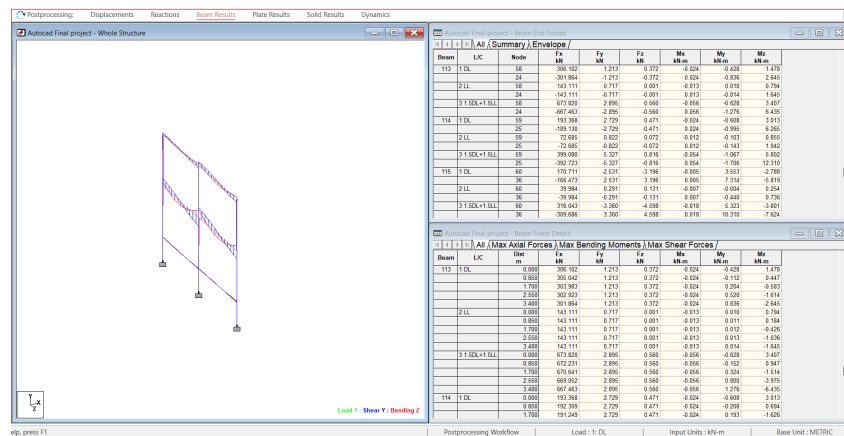 Postprocessing: Displacements Reactions Beam Results Plate Results Solid Results Dynamics
Autocad Final project - Whole Structure
Y
X
Z
Load 1 : Shear Y : Bending Z
Autocad Final project - Beam End Forces:
All Summary Envelope
Beam L/C Node Fx kN Fy kN Fz kN Mx kN-m My kN-m Mz kN-m
113 1 DL 58 306.102 1.213 0.372 -0.024 -0.428 1.478
24 -301.864 -1.213 -0.372 0.024 -0.836 2.645
2 LL 58 143.111 0.717 0.001 -0.013 0.010 0.794
24 -143.111 -0.717 -0.001 0.013 -0.014 1.645
3 1.5DL+1.5LL 58 673.820 2.895 0.560 -0.056 -0.628 3.407
24 -667.463 -2.895 -0.560 0.056 -1.276 6.435
114 1 DL 59 193.368 2.729 0.471 -0.024 -0.608 3.013
25 -189.130 -2.729 -0.471 0.024 -0.995 6.265
2 LL 59 72.685 0.822 0.072 -0.012 -0.103 0.855
25 -72.685 -0.822 -0.072 0.012 -0.143 1.942
3 1.5DL+1.5LL 59 399.080 5.327 0.816 -0.054 -1.067 5.802
25 -392.723 -5.327 -0.816 0.054 -1.706 12.310
115 1 DL 60 170.711 -2.531 -3.196 -0.005 3.553 -2.788
36 -166.473 2.531 3.196 0.005 7.314 -5.819
2 LL 60 39.984 0.291 0.131 -0.007 -0.004 0.254
36 -39.984 -0.291 -0.131 0.007 -0.440 0.736
3 1.5DL+1.5LL 60 316.043 -3.360 -4.598 -0.018 5.323 -3.801
36 -309.686 3.360 4.598 0.018 10.310 -7.624
Autocad Final project - Beam Force Detail:
All Max Axial Forces Max Bending Moments Max Shear Forces
Beam L/C Dist m Fx kN Fy kN Fz kN Mx kN-m My kN-m Mz kN-m
113 1 DL 0.000 306.102 1.213 0.372 -0.024 -0.428 1.478
0.850 305.042 1.213 0.372 -0.024 -0.112 0.447
1.700 303.983 1.213 0.372 -0.024 0.204 -0.583
2.550 302.923 1.213 0.372 -0.024 0.520 -1.614
3.400 301.864 1.213 0.372 -0.024 0.836 -2.645
2 LL 0.000 143.111 0.717 0.001 -0.013 0.010 0.794
0.850 143.111 0.717 0.001 -0.013 0.011 0.184
1.700 143.111 0.717 0.001 -0.013 0.012 -0.426
2.550 143.111 0.717 0.001 -0.013 0.013 -1.036
3.400 143.111 0.717 0.001 -0.013 0.014 -1.645
3 1.5DL+1.5LL 0.000 673.820 2.895 0.560 -0.056 -0.628 3.407
0.850 672.231 2.895 0.560 -0.056 -0.152 0.947
1.700 670.641 2.895 0.560 -0.056 0.324 -1.514
2.550 669.052 2.895 0.560 -0.056 0.800 -3.975
3.400 667.463 2.895 0.560 -0.056 1.276 -6.435
114 1 DL 0.000 193.368 2.729 0.471 -0.024 -0.608 3.013
0.850 192.309 2.729 0.471 -0.024 -0.208 0.694
1.700 191.249 2.729 0.471 -0.024 0.193 -1.626
elp, press F1 Postprocessing Workflow Load : 1: DL Input Units : kN-m Base Unit : METRIC